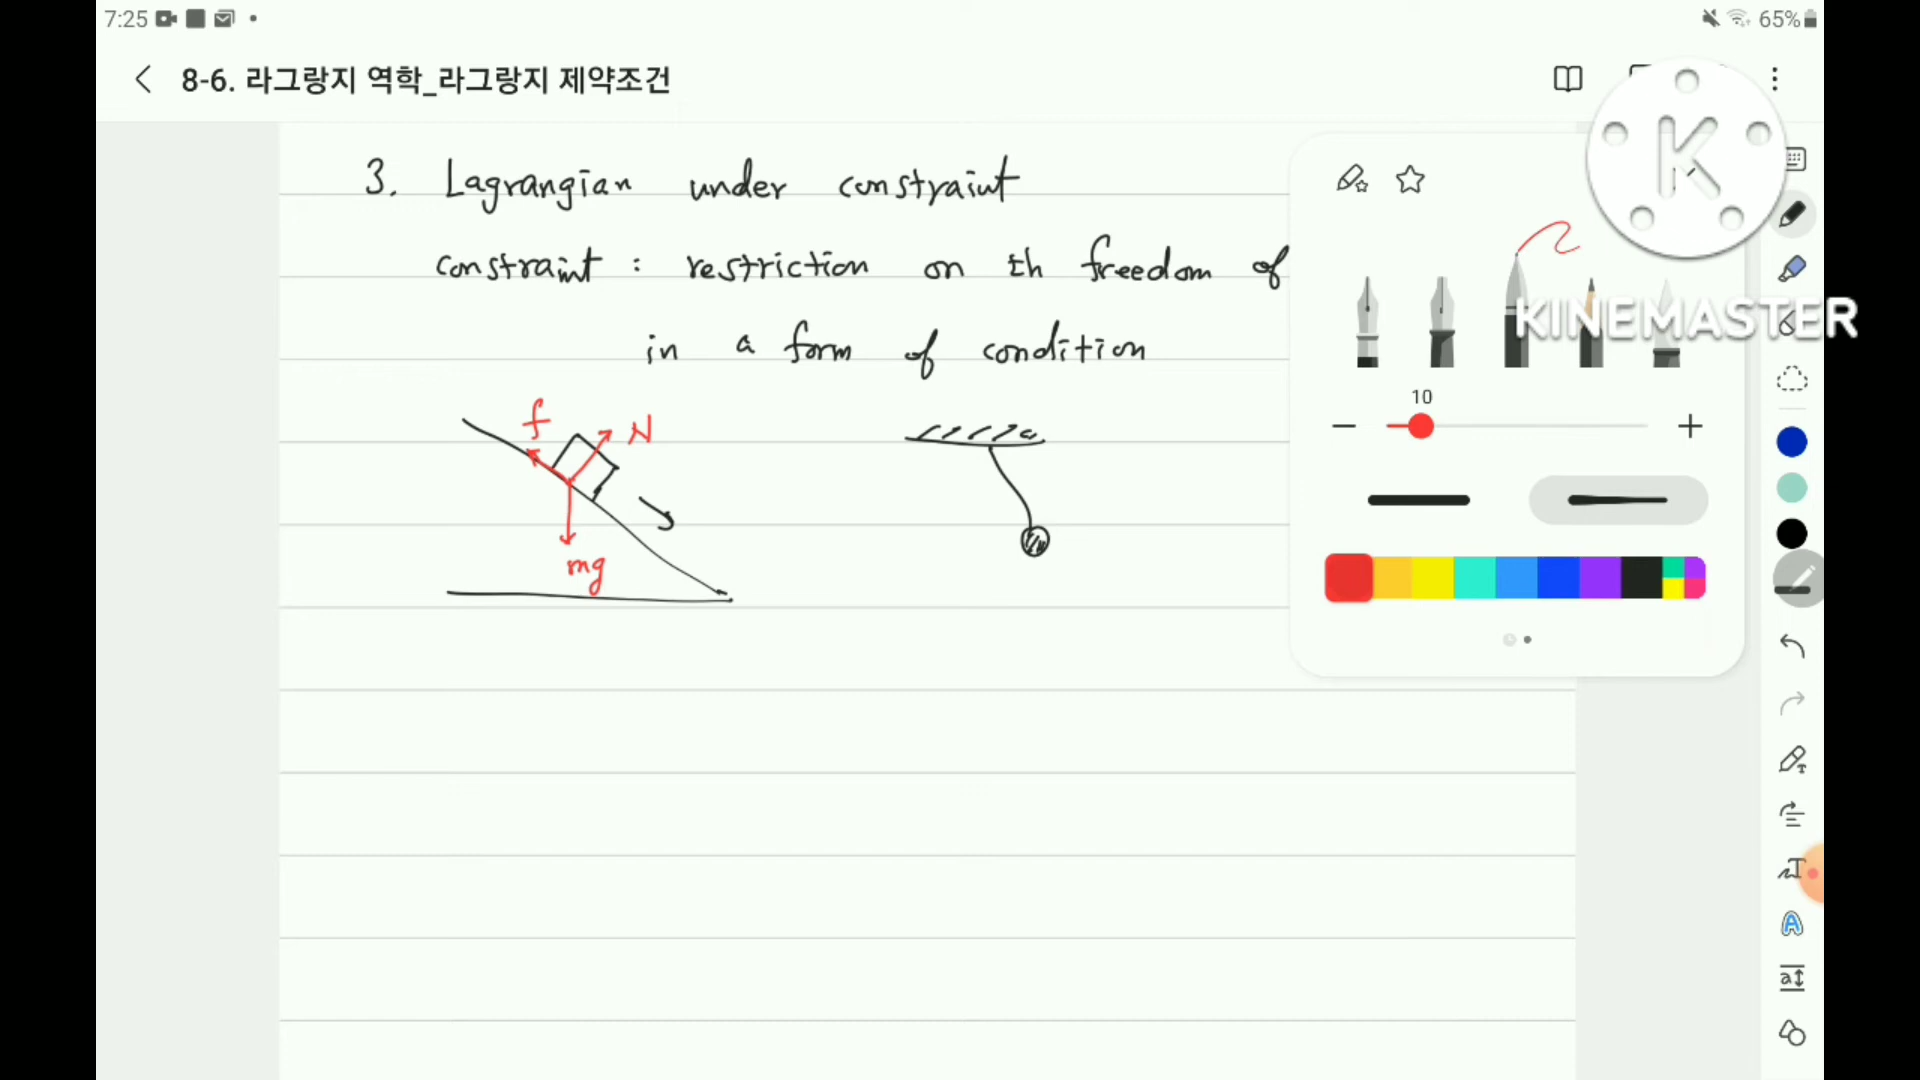 7:25
65%
8-6. 라그랑지 역학_라그랑지 제약조건
K
KINEMASTER
3. Lagrangian under constraint
constraint : restriction on th freedom of
in a form of condition
f
N
mg
10